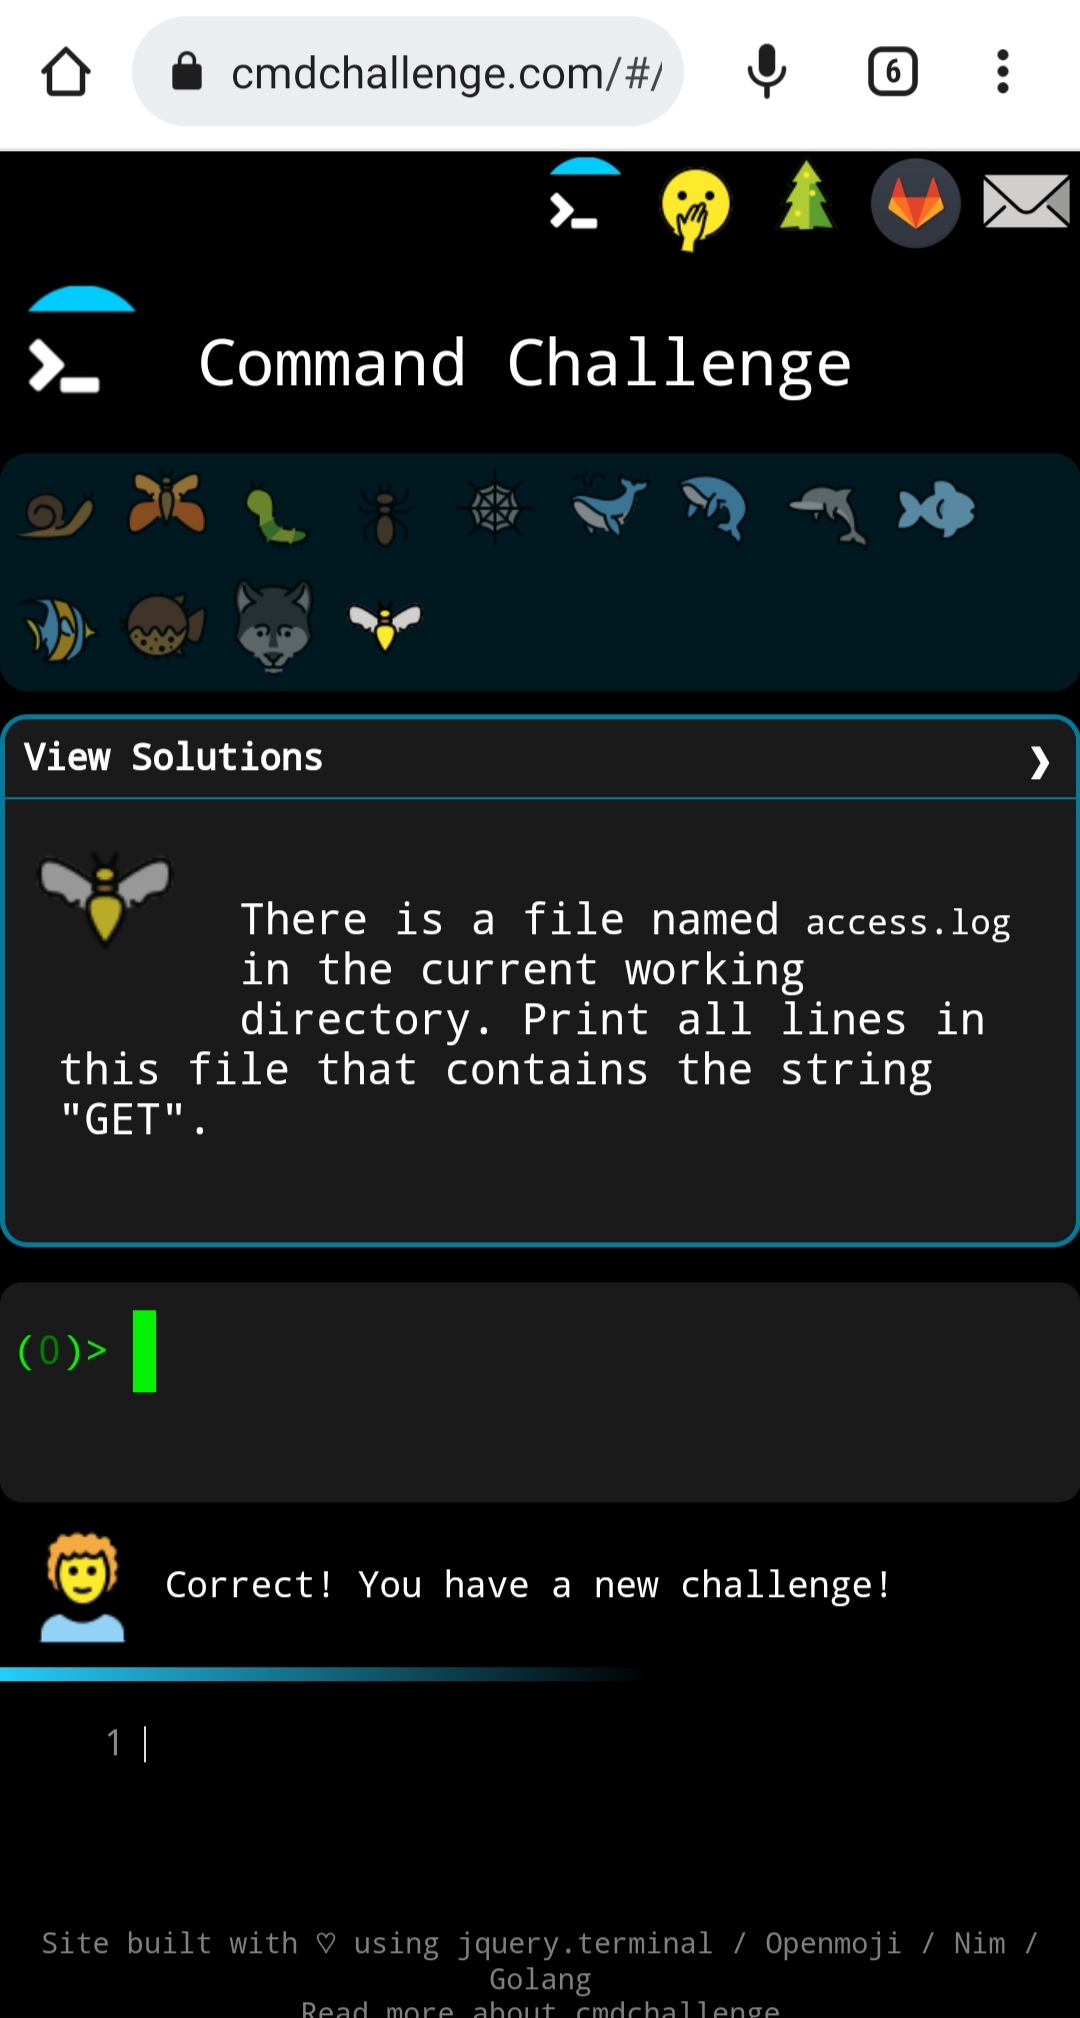 cmdchallenge.com/#/
6
Command Challenge
View Solutions
There is a file named access.log
in the current working
directory. Print all lines in
this file that contains the string
"GET".
(0)>
Correct! You have a new challenge!
1
Site built with ♡ using jquery.terminal / Openmoji / Nim /
Golang
Read more about cmdchallenge